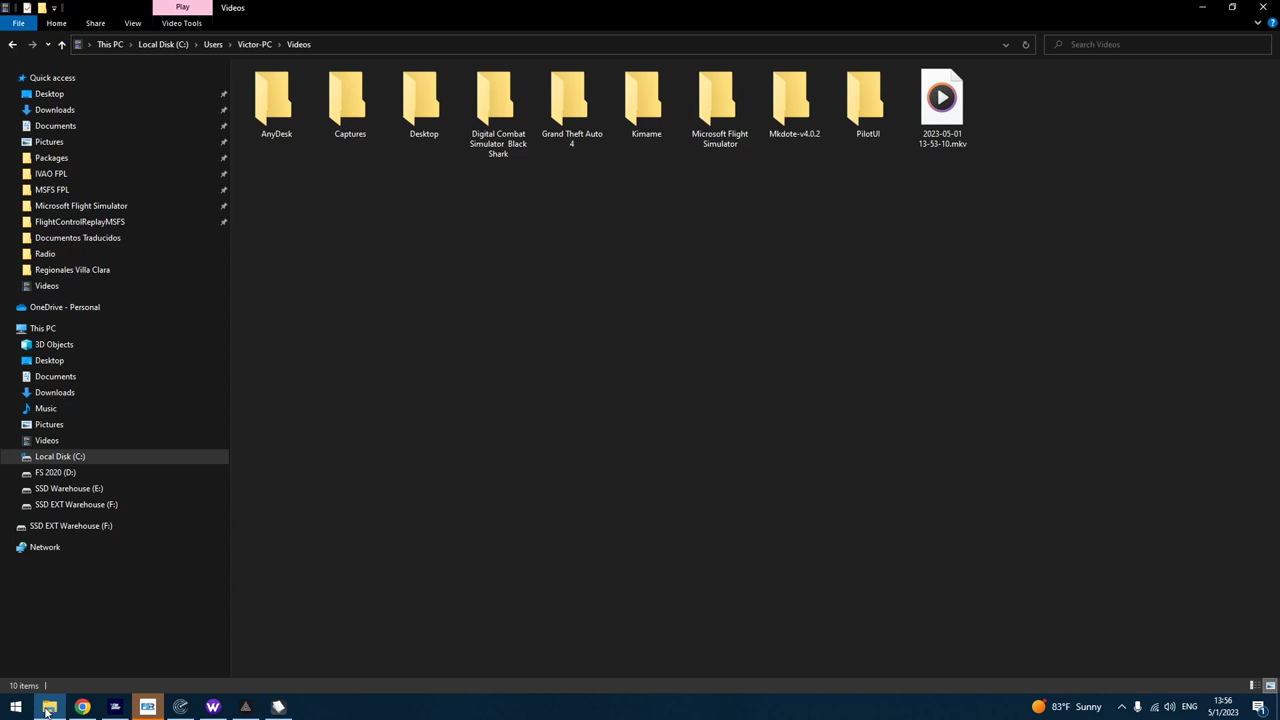 Play
Videos
File
Home
Share
View
Video Tools
This PC
Local Disk (C:)
Users
Victor-PC
Videos
Search Videos
Quick access
Desktop
Downloads
Documents
Pictures
Packages
IVAO FPL
MSFS FPL
Microsoft Flight Simulator
FlightControlReplayMSFS
Documentos Traducidos
Radio
Regionales Villa Clara
Videos
OneDrive - Personal
This PC
3D Objects
Desktop
Documents
Downloads
Music
Pictures
Videos
Local Disk (C:)
FS 2020 (D:)
SSD Warehouse (E:)
SSD EXT Warehouse (F:)
SSD EXT Warehouse (F:)
Network
AnyDesk
Captures
Desktop
Digital Combat
Simulator Black
Shark
Grand Theft Auto
4
Kimame
Microsoft Flight
Simulator
Mkdote-v4.0.2
PilotUI
2023-05-01
13-53-10.mkv
10 items
83°F Sunny
ENG
13:56
5/1/2023